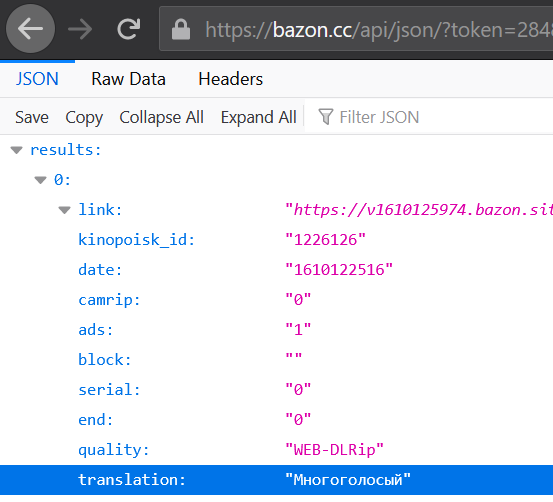 https://bazon.cc/api/json/?token=2848
JSON Raw Data Headers
Save Copy Collapse All Expand All Filter JSON
results:
0:
link: "https://v1610125974.bazon.sit
kinopoisk_id: "1226126"
date: "1610122516"
camrip: "0"
ads: "1"
block: ""
serial: "0"
end: "0"
quality: "WEB-DLRip"
translation: "Многоголосый"